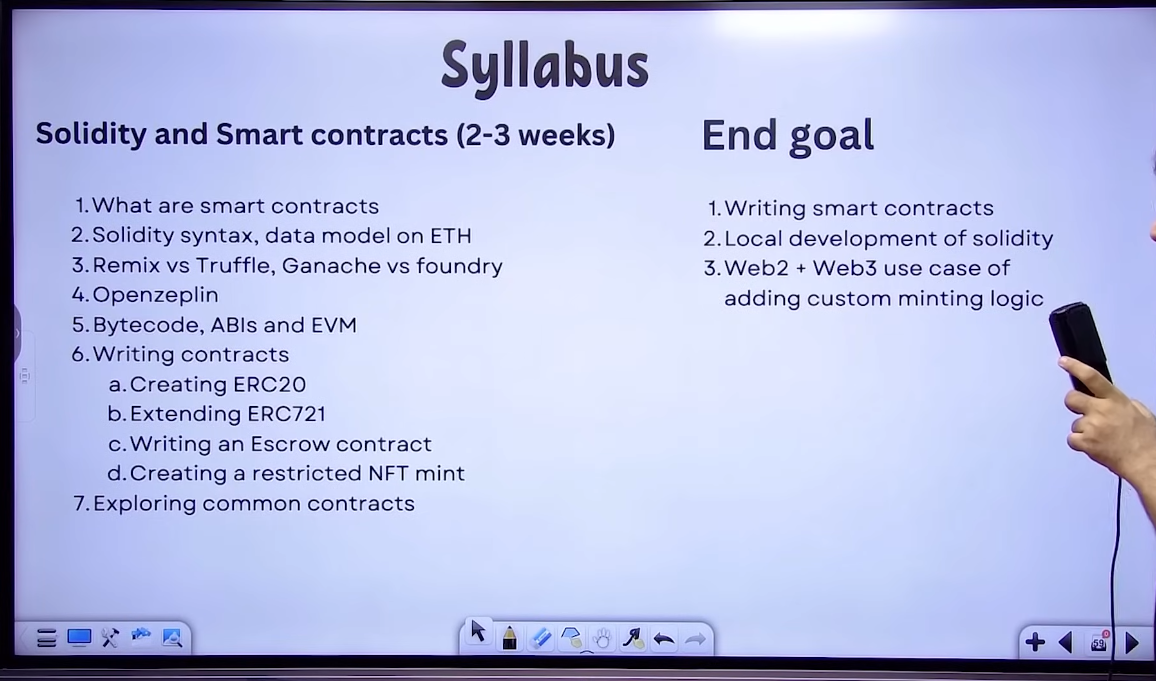 Syllabus
Solidity and Smart contracts (2-3 weeks)
1. What are smart contracts
2. Solidity syntax, data model on ETH
3. Remix vs Truffle, Ganache vs foundry
4. Openzeplin
5. Bytecode, ABIs and EVM
6. Writing contracts
a. Creating ERC20
b. Extending ERC721
c. Writing an Escrow contract
d. Creating a restricted NFT mint
7. Exploring common contracts
End goal
1. Writing smart contracts
2. Local development of solidity
3. Web2 + Web3 use case of
adding custom minting logic
59
0